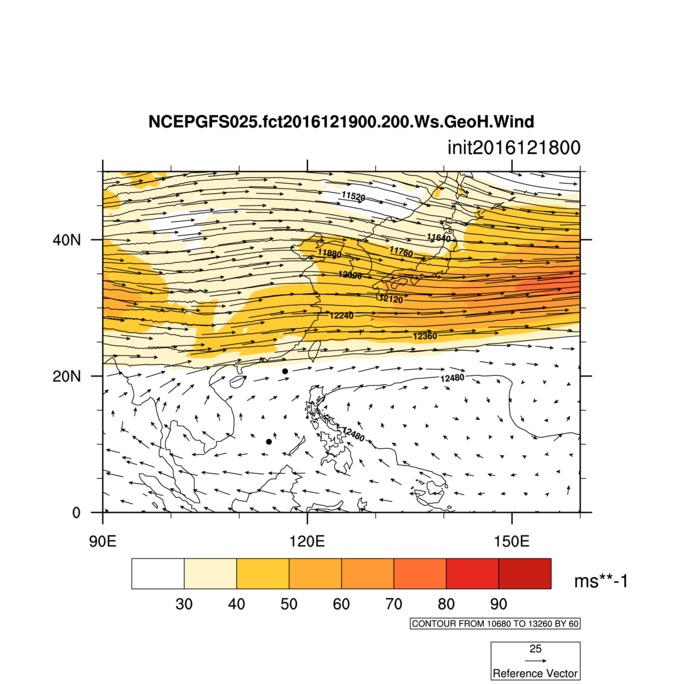 NCEPGFS025.fct2016121900.200.Ws.GeoH.Wind
init2016121800
11520
11640
40N
11880
11760
12000
12120
12240
12360
20N
12480
12480
0
90E 120E 150E
ms**-1
30 40 50 60 70 80 90
CONTOUR FROM 10680 TO 13260 BY 60
25
Reference Vector